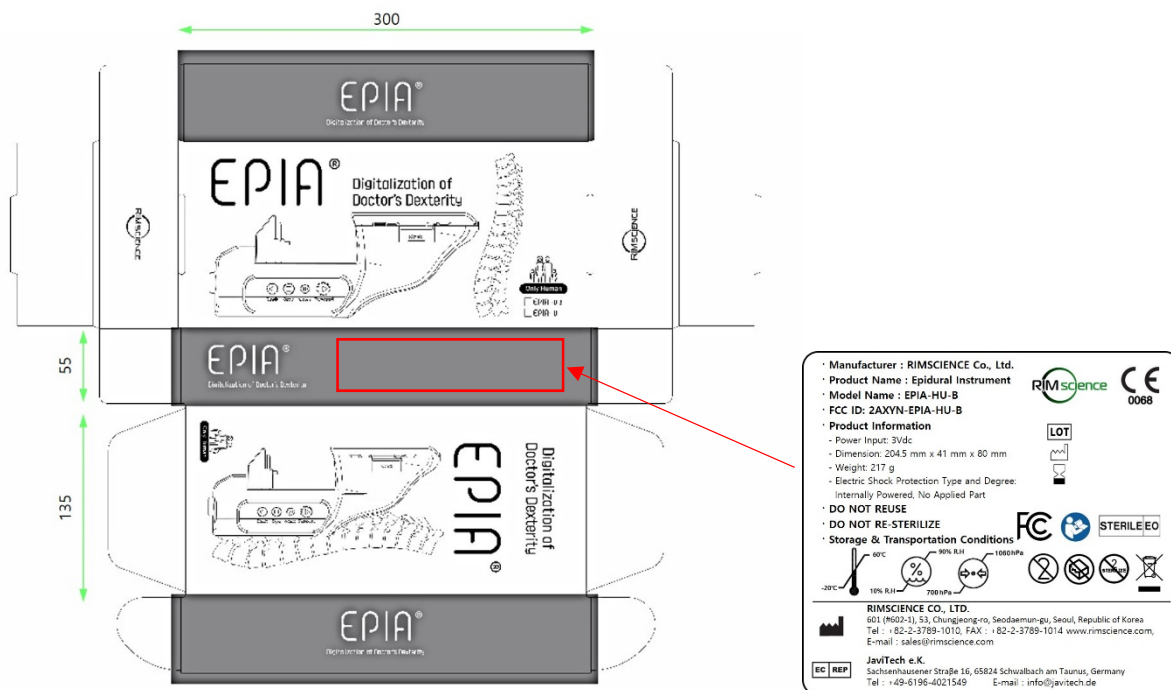 300
EPIA®
Digitalization of Doctor's Dexterity
EPIA®
Digitalization of
Doctor's Dexterity
RIMSCIENCE
RIMSCIENCE
Only Human
EPIA
EPIA
55
EPIA®
Digitalization of Doctor's Dexterity
135
EPIA®
Digitalization of
Doctor's Dexterity
EPIA®
Digitalization of Doctor's Dexterity
· Manufacturer : RIMSCIENCE Co., Ltd.
· Product Name : Epidural Instrument
· Model Name : EPIA-HU-B
· FCC ID: 2AXYN-EPIA-HU-B
· Product Information
- Power Input: 3Vdc
- Dimension: 204.5 mm x 41 mm x 80 mm
- Weight: 217 g
- Electric Shock Protection Type and Degree:
Internally Powered, No Applied Part
· DO NOT REUSE
· DO NOT RE-STERILIZE
· Storage & Transportation Conditions
RIMscience
CE
0068
LOT
FC
STERILE EO
-20℃
60℃
10% R.H
%
90% R.H
700hPa
1060hPa
2
2
STERILIZE
RIMSCIENCE CO., LTD.
601 (#602-1), 53, Chungjeong-ro, Seodaemun-gu, Seoul, Republic of Korea
Tel : +82-2-3789-1010, FAX : +82-2-3789-1014 www.rimscience.com,
E-mail : sales@rimscience.com
EC REP
JaviTech e.K.
Sachsenhausener Straße 16, 65824 Schwalbach am Taunus, Germany
Tel : +49-6196-4021549 E-mail : info@javitech.de